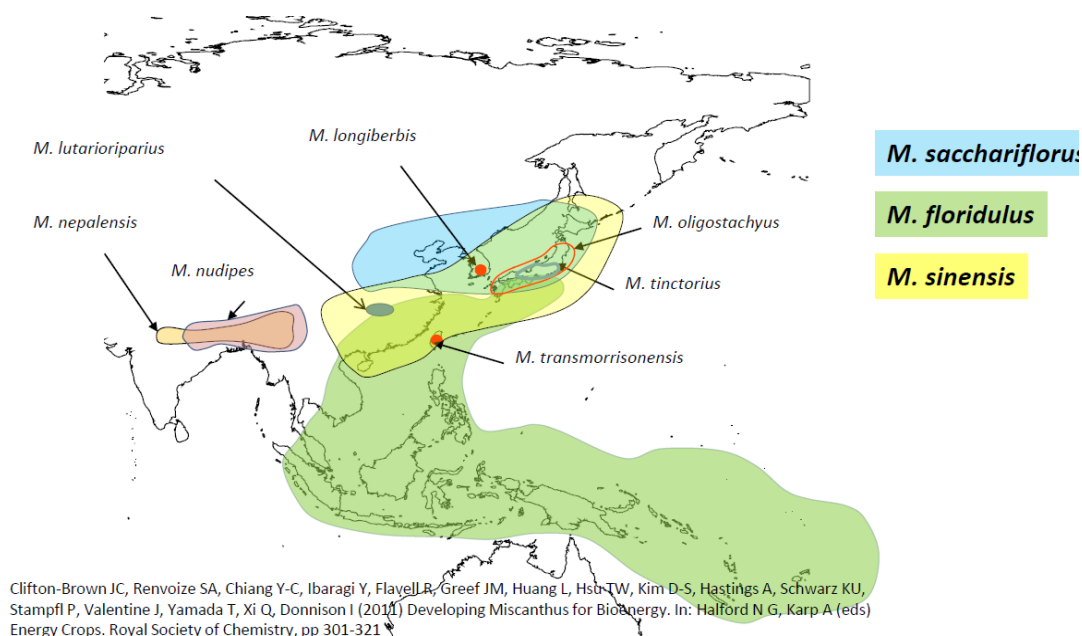 M. longiberbis
M. lutarioriparius
M. sacchariflorus
M. nepalensis
M. floridulus
M. oligostachyus
M. nudipes
M. sinensis
M. tinctorius
M. transmorrisonensis
Clifton-Brown JC, Renvoize SA, Chiang Y-C, Ibaragi Y, Flavell R, Greef JM, Huang L, Hsu TW, Kim D-S, Hastings A, Schwarz KU,
Stampfl P, Valentine J, Yamada T, Xi Q, Donnison I (2011) Developing Miscanthus for Bioenergy. In: Halford N G, Karp A (eds)
Energy Crops. Royal Society of Chemistry, pp 301-321